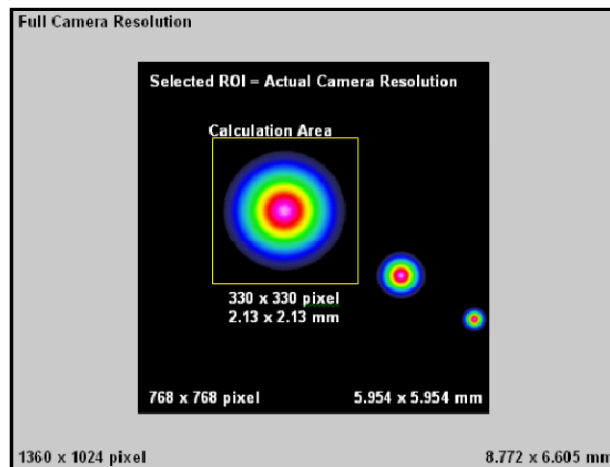 Full Camera Resolution
Selected ROI = Actual Camera Resolution
Calculation Area
330 x 330 pixel
2.13 x 2.13 mm
768 x 768 pixel
5.954 x 5.954 mm
1360 x 1024 pixel
8.772 x 6.605 mm